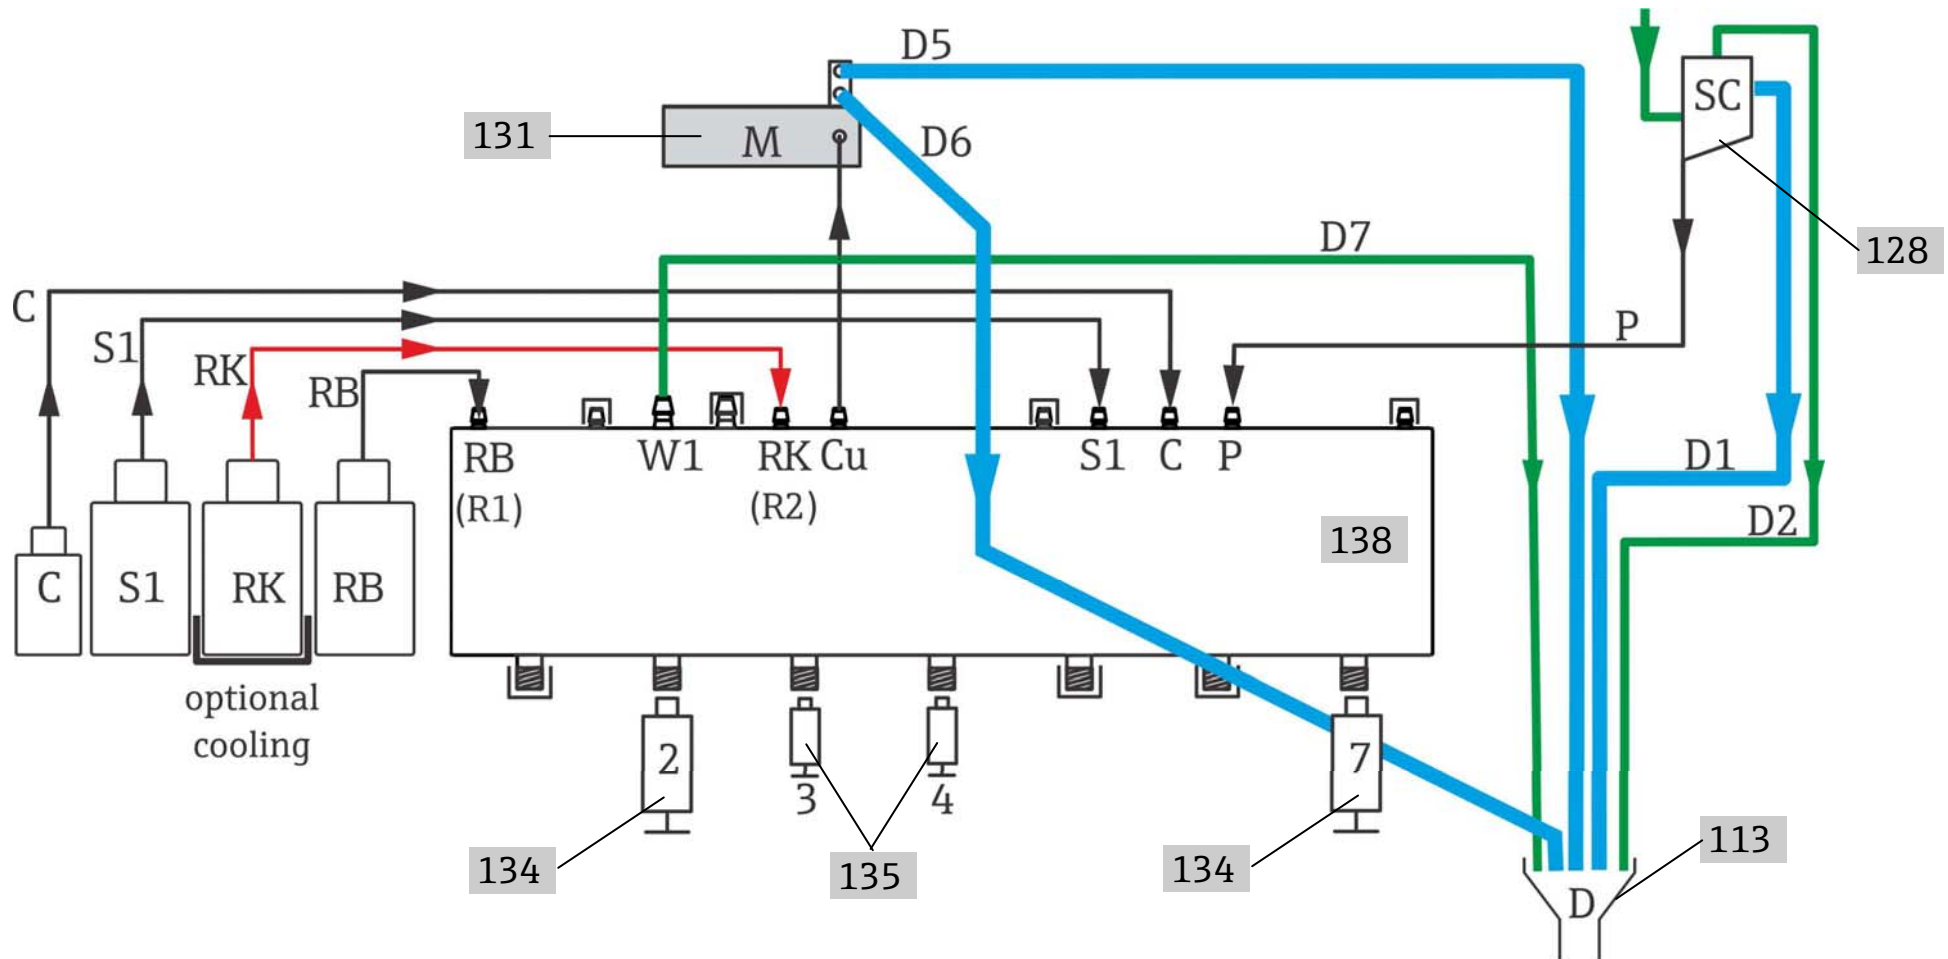 D5
SC
131
M
D6
D7
128
C
S1
P
RK
RB
RB
W1
RK
Cu
S1
C
P
D1
(R1)
(R2)
138
D2
C
S1
RK
RB
optional
cooling
2
3
4
7
134
135
134
113
D